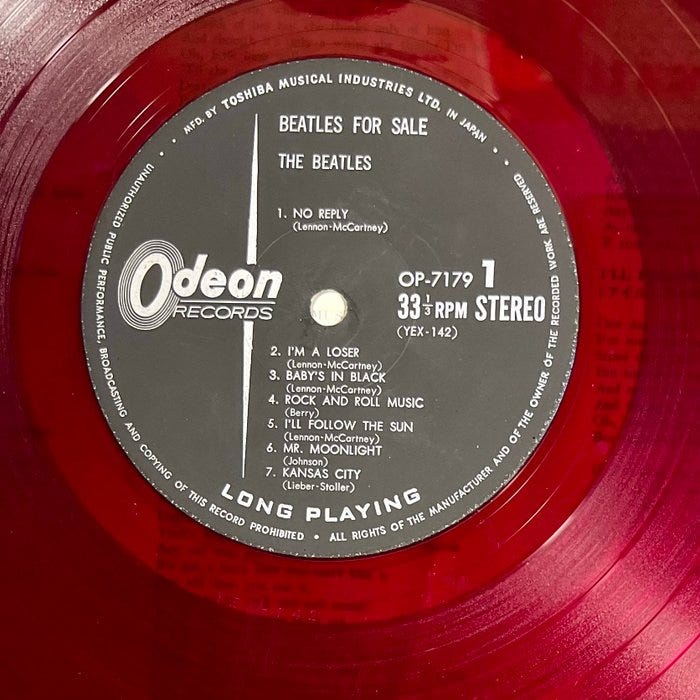 MFD. BY TOSHIBA MUSICAL INDUSTRIES LTD. IN JAPAN
BEATLES FOR SALE
THE BEATLES
1. NO REPLY
(Lennon-McCartney)
Odeon
RECORDS
OP-7179 1
33 1/3 RPM STEREO
(YEX-142)
2. I'M A LOSER
(Lennon-McCartney)
3. BABY'S IN BLACK
(Lennon-McCartney)
4. ROCK AND ROLL MUSIC
(Berry)
5. I'LL FOLLOW THE SUN
(Lennon-McCartney)
6. MR. MOONLIGHT
(Johnson)
7. KANSAS CITY
(Lieber-Stoller)
LONG PLAYING
UNAUTHORIZED PUBLIC PERFORMANCE, BROADCASTING AND COPYING OF THIS RECORD PROHIBITED • ALL RIGHTS OF THE MANUFACTURER AND OF THE OWNER OF THE RECORDED WORK ARE RESERVED